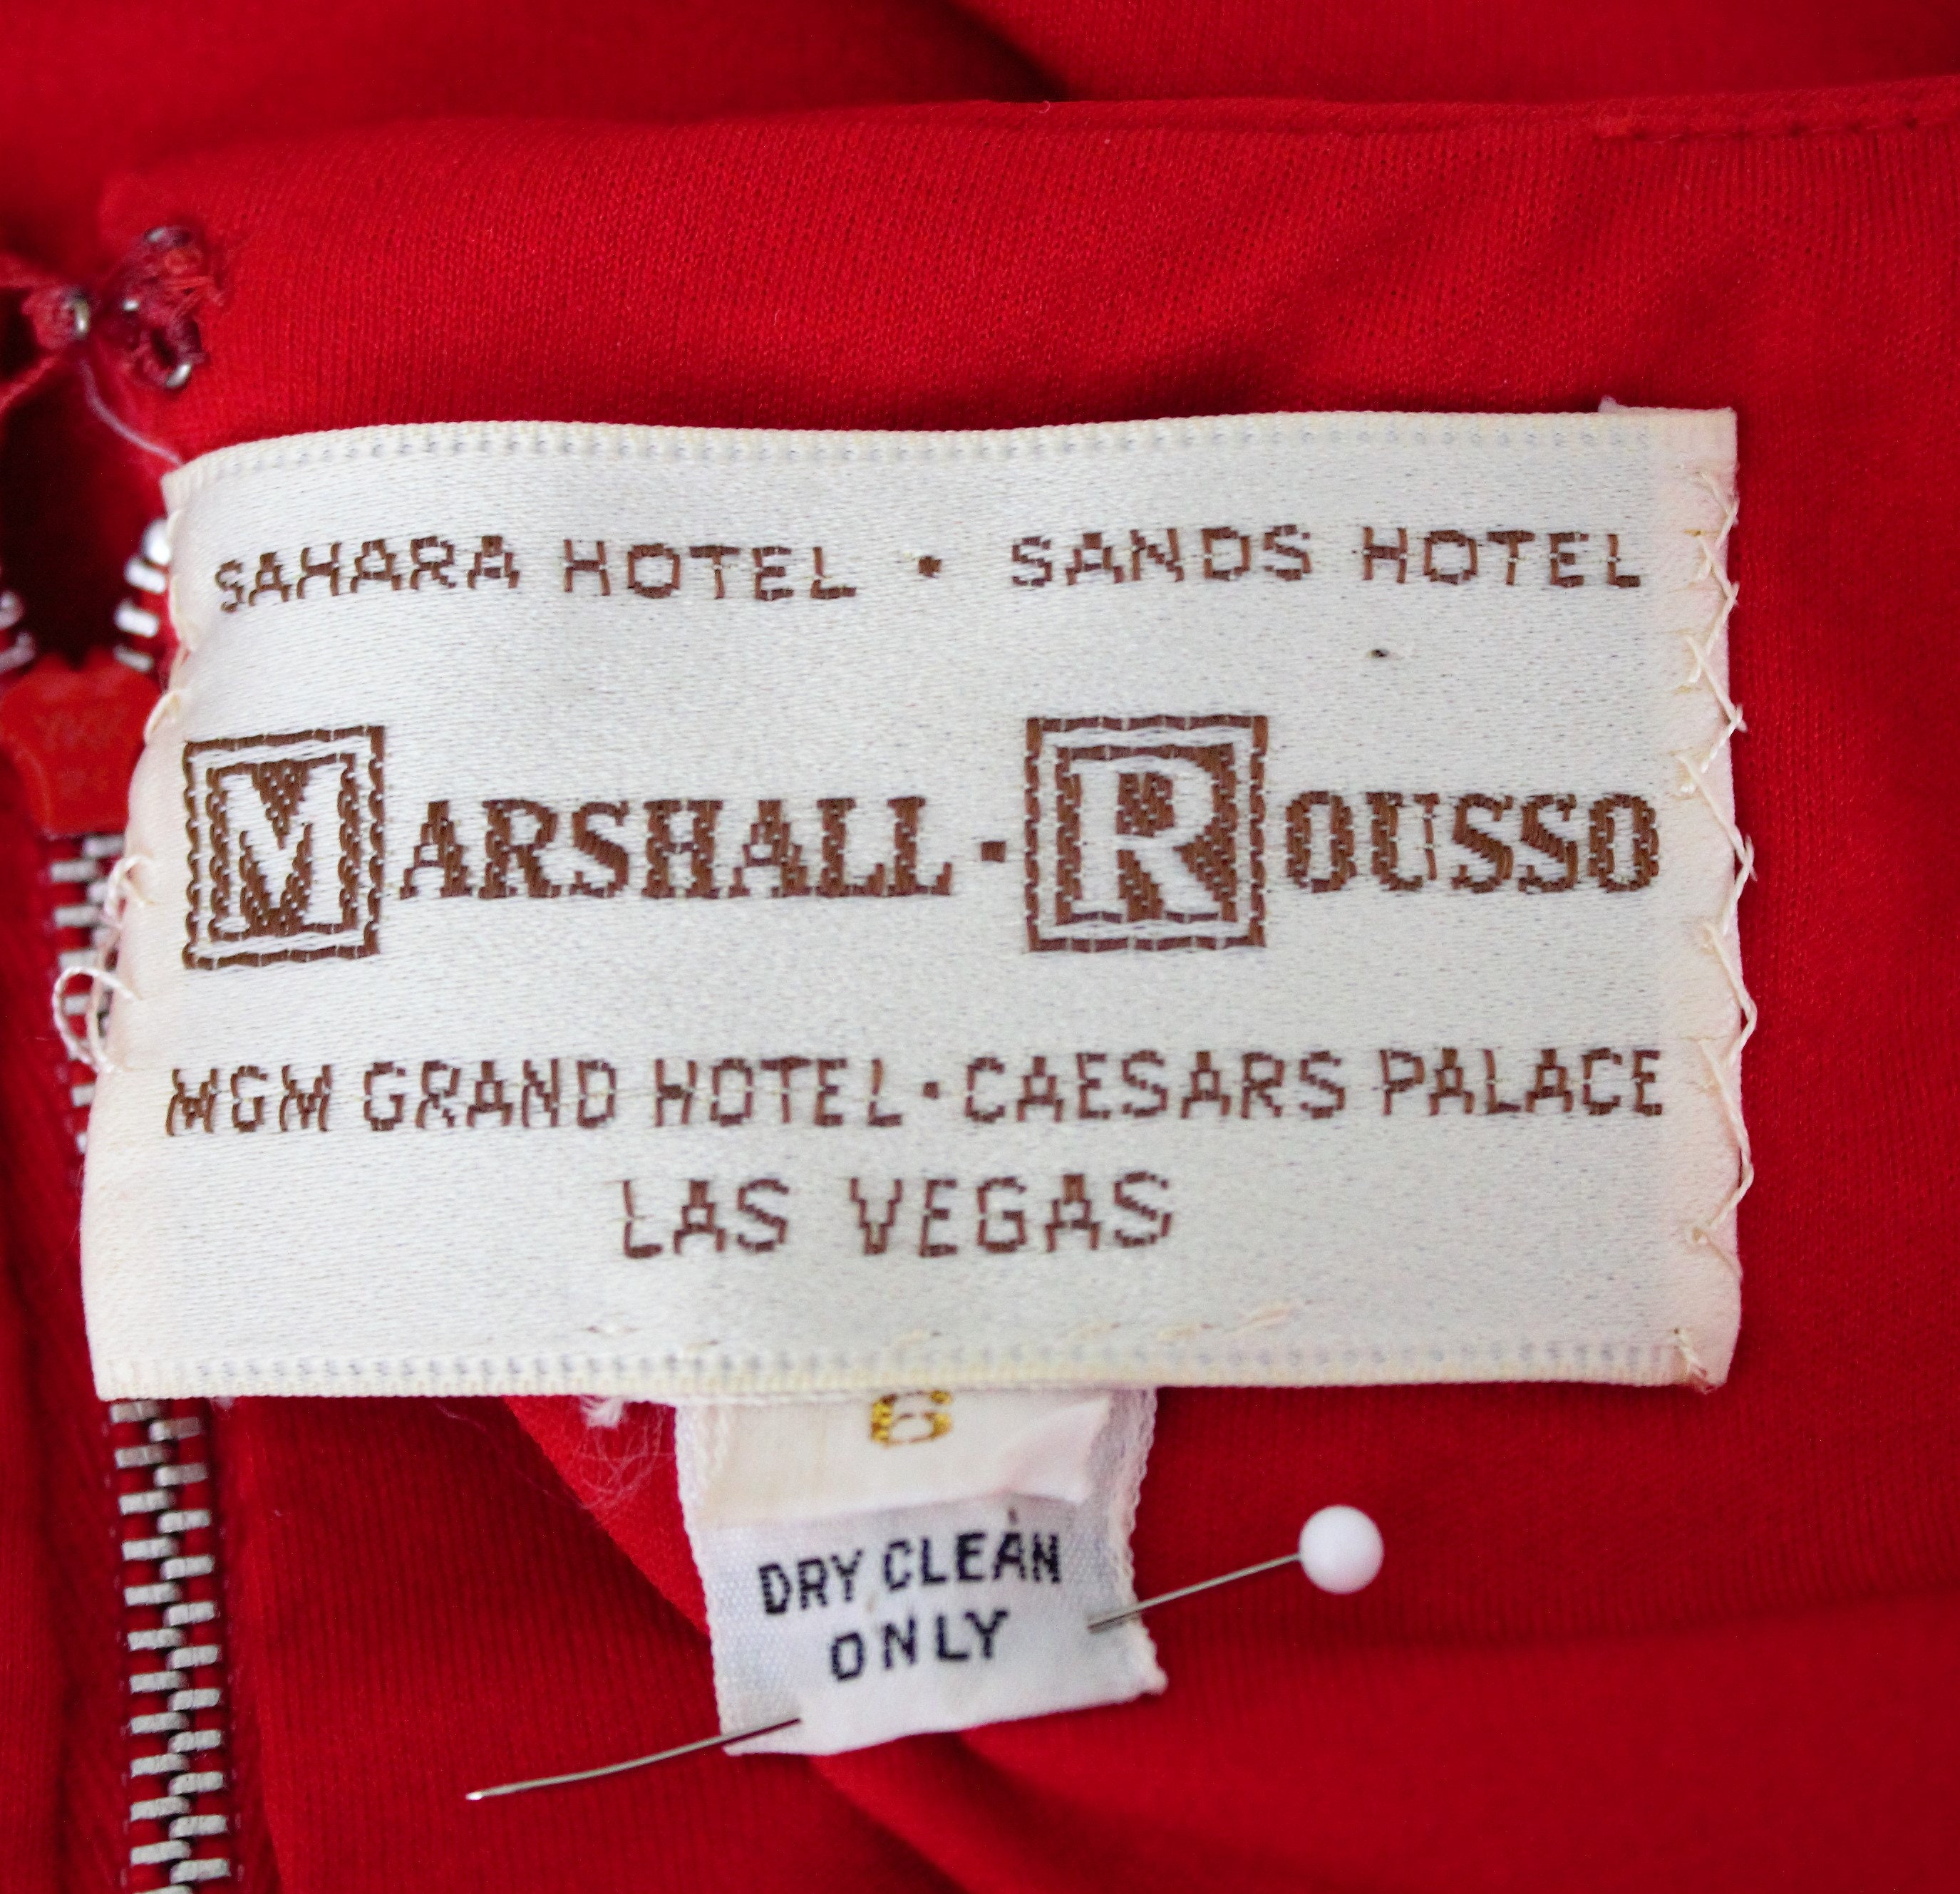 SAHARA HOTEL • SANDS HOTEL
MARSHALL-ROUSSO
MGM GRAND HOTEL • CAESARS PALACE
LAS VEGAS
6
DRY CLEAN
ONLY